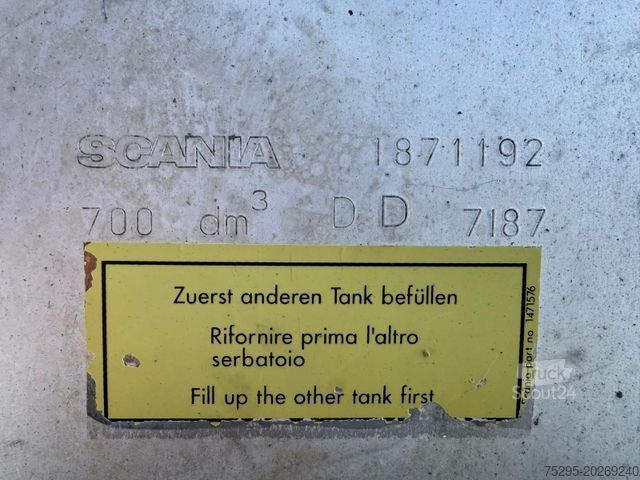 SCANIA 1871192
700 dm³ D D 7187
Zuerst anderen Tank befüllen
Rifornire prima l'altro
serbatoio
Fill up the other tank first
Scania part no 1471576
Truck
Scout24
75295-20269240